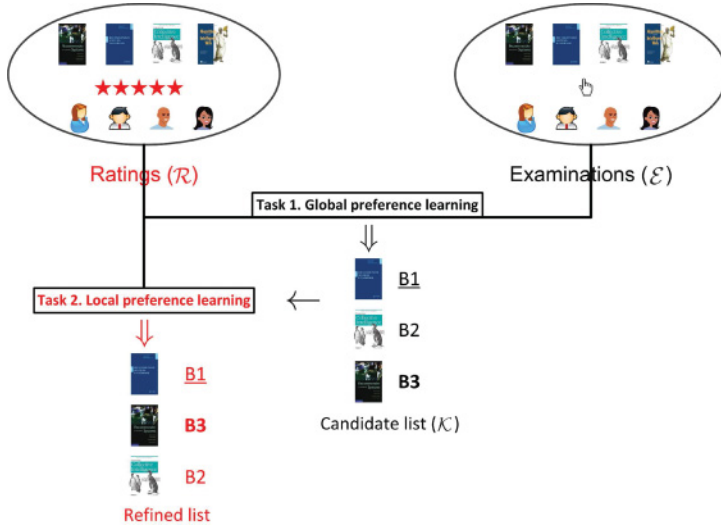 Ratings (ℛ)
Examinations (ℰ)
Task 1. Global preference learning
B1
Task 2. Local preference learning
B2
B1
B3
B3
Candidate list (𝒦)
B2
Refined list